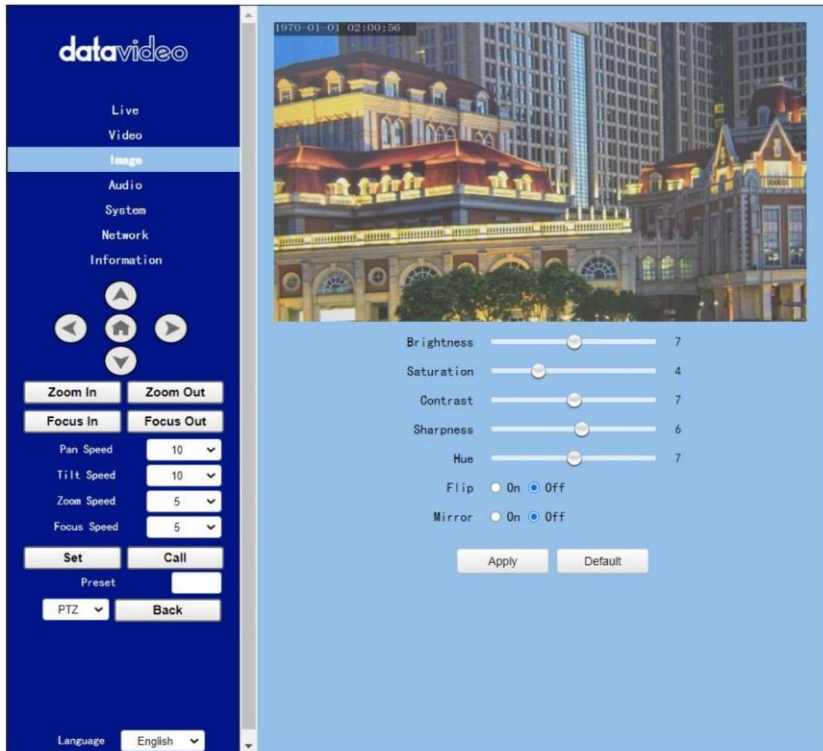 datavideo
Live
Video
Image
Audio
System
Network
Information
Zoom In Zoom Out
Focus In Focus Out
Pan Speed 10
Tilt Speed 10
Zoom Speed 5
Focus Speed 5
Set Call
Preset
PTZ Back
Language English
1970-01-01 02:00:56
Brightness 7
Saturation 4
Contrast 7
Sharpness 6
Hue 7
Flip On Off
Mirror On Off
Apply Default